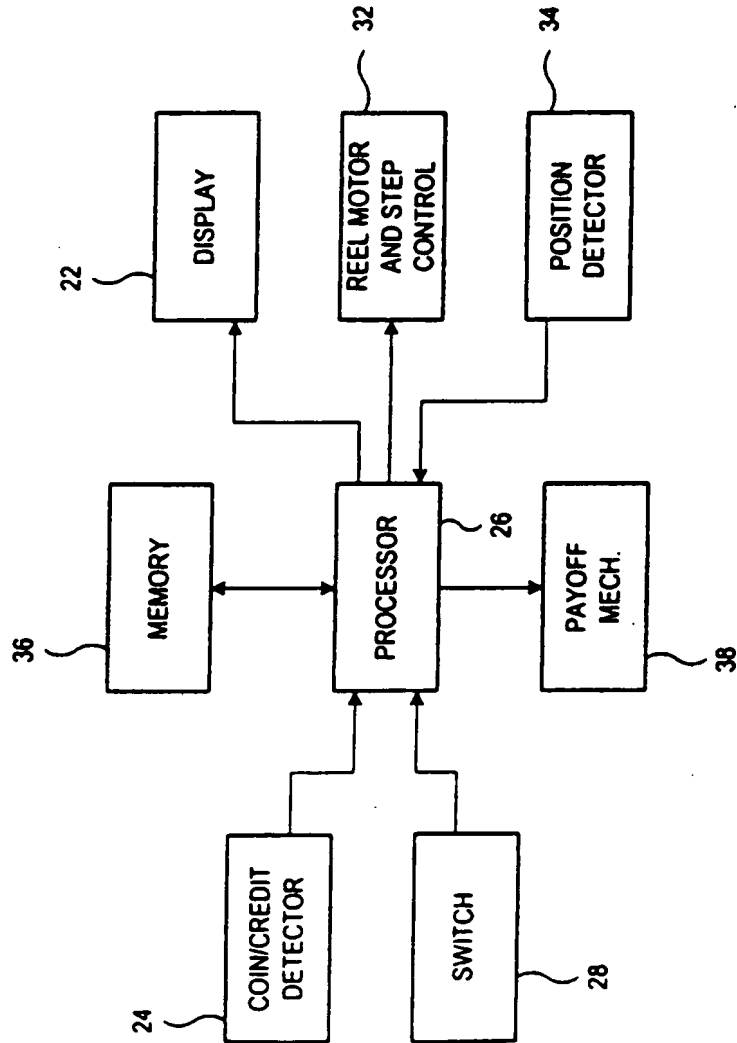 22
DISPLAY
32
REEL MOTOR
AND STEP
CONTROL
34
POSITION
DETECTOR
36
MEMORY
PROCESSOR
26
PAYOFF
MECH.
38
24
COIN/CREDIT
DETECTOR
SWITCH
28